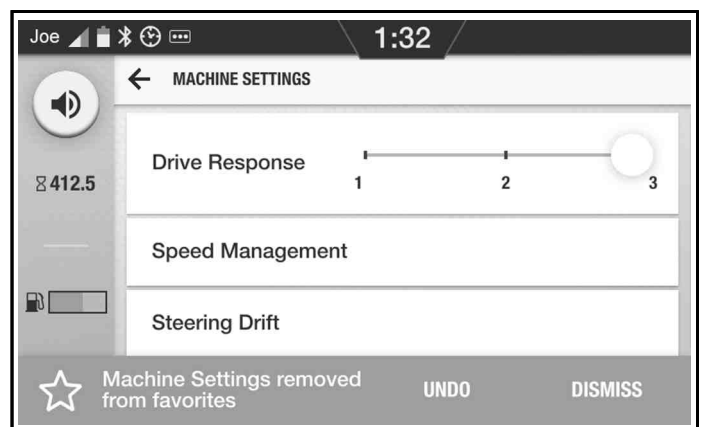 Joe 1:32
MACHINE SETTINGS
Drive Response
1 2 3
412.5
Speed Management
Steering Drift
Machine Settings removed
from favorites
UNDO DISMISS